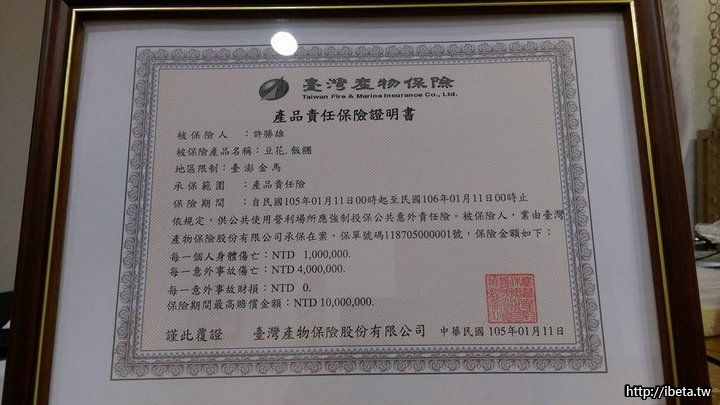 臺灣產物保險
Taiwan Fire & Marine Insurance Co., Ltd.
產品責任保險證明書
被保險人：許勝雄
被保險產品名稱：豆花.飯糰
地區限制：臺澎金馬
承保範圍：產品責任險
保險期間：自民國105年01月11日00時起至民國106年01月11日00時止
依規定，供公共使用營利場所應強制投保公共意外責任險。被保險人，業由臺灣
產物保險股份有限公司承保在案，保單號碼118705000001號，保險金額如下：
每一個人身體傷亡：NTD 1,000,000.
每一意外事故傷亡：NTD 4,000,000.
每一意外事故財損：NTD 0.
保險期間最高賠償金額：NTD 10,000,000.
謹此覆證 臺灣產物保險股份有限公司 中華民國 105年01月11日
http://ibeta.tw